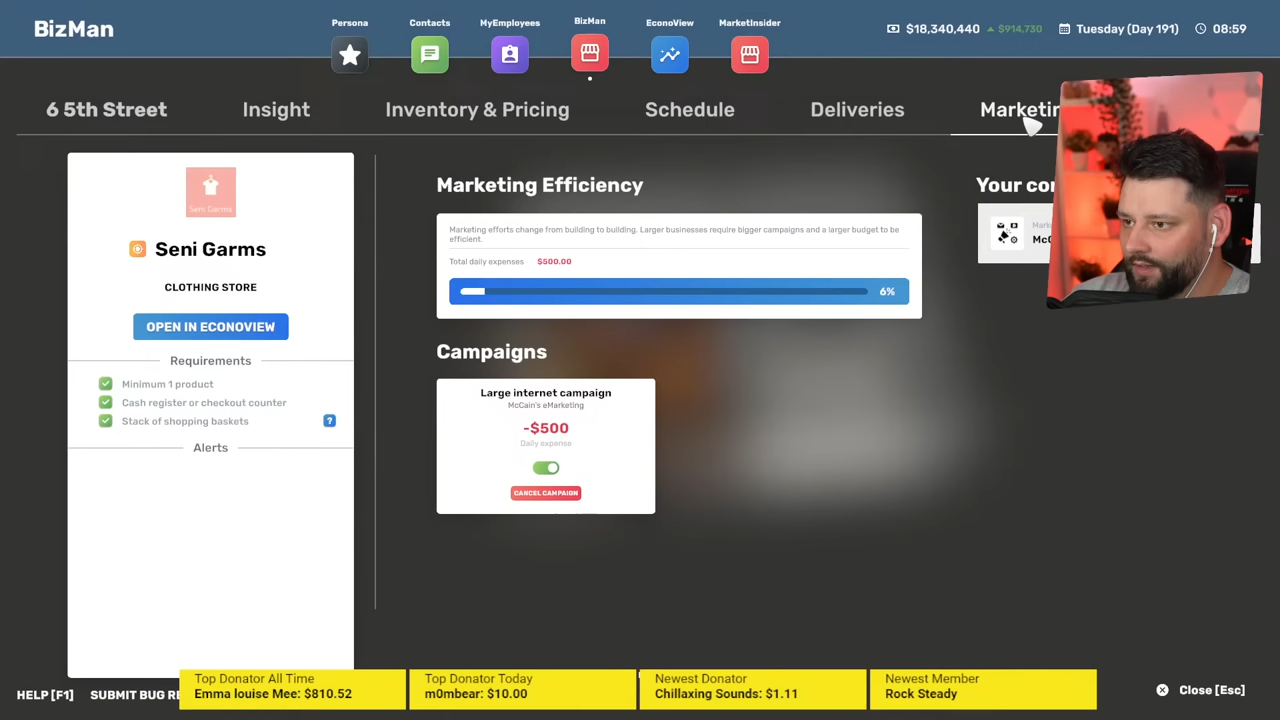 BizMan
Persona
Contacts
MyEmployees
BizMan
EconoView
MarketInsider
$18,340,440
$914,730
Tuesday (Day 191)
08:59
6 5th Street
Insight
Inventory & Pricing
Schedule
Deliveries
Seni Garms
Seni Garms
CLOTHING STORE
OPEN IN ECONOVIEW
Requirements
Minimum 1 product
Cash register or checkout counter
Stack of shopping baskets
?
Alerts
Marketing Efficiency
Marketing efforts change from building to building. Larger businesses require bigger campaigns and a larger budget to be
efficient.
Total daily expenses $500.00
6%
Campaigns
Large internet campaign
McCain's eMarketing
-$500
Daily expense
CANCEL CAMPAIGN
Your
HELP [F1]
SUBMIT BUG
Top Donator All Time
Emma louise Mee: $810.52
Top Donator Today
m0mbear: $10.00
Newest Donator
Chillaxing Sounds: $1.11
Newest Member
Rock Steady
Close [Esc]